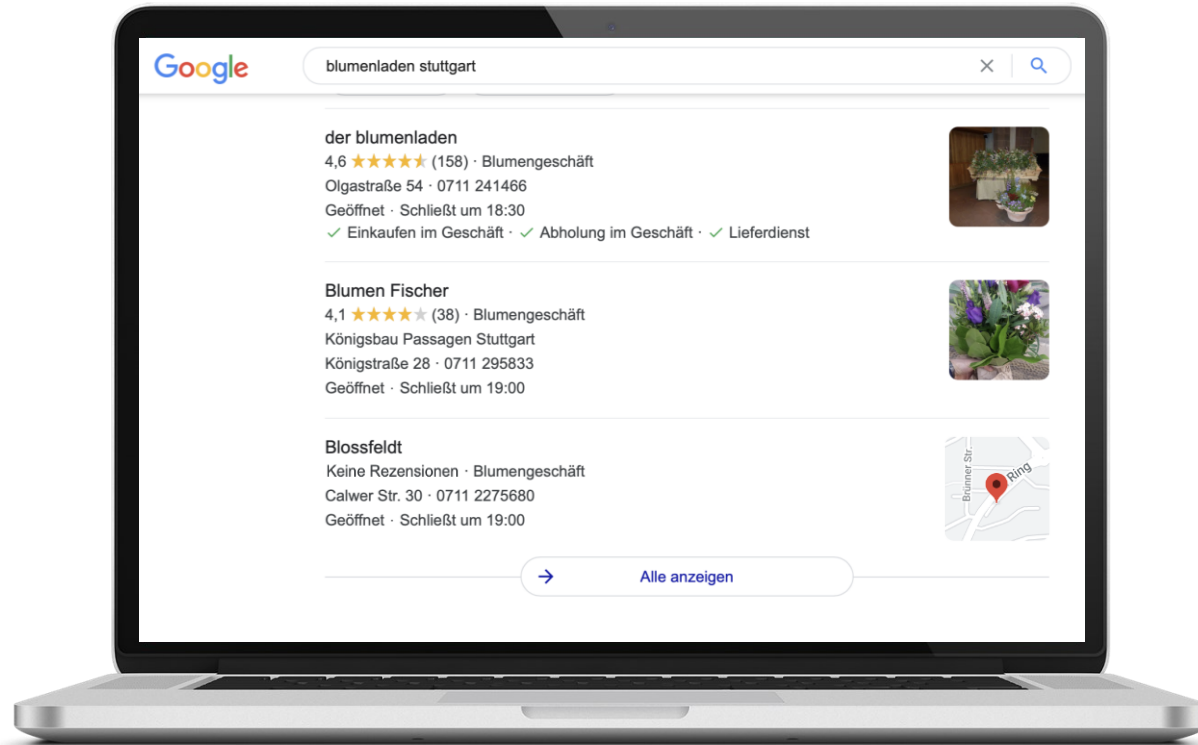 Google
blumenladen stuttgart
der blumenladen
4,6 (158) · Blumengeschäft
Olgastraße 54 · 0711 241466
Geöffnet · Schließt um 18:30
Einkaufen im Geschäft · Abholung im Geschäft · Lieferdienst
Blumen Fischer
4,1 (38) · Blumengeschäft
Königsbau Passagen Stuttgart
Königstraße 28 · 0711 295833
Geöffnet · Schließt um 19:00
Blossfeldt
Keine Rezensionen · Blumengeschäft
Calwer Str. 30 · 0711 2275680
Geöffnet · Schließt um 19:00
Brünner Str.
Ring
Alle anzeigen